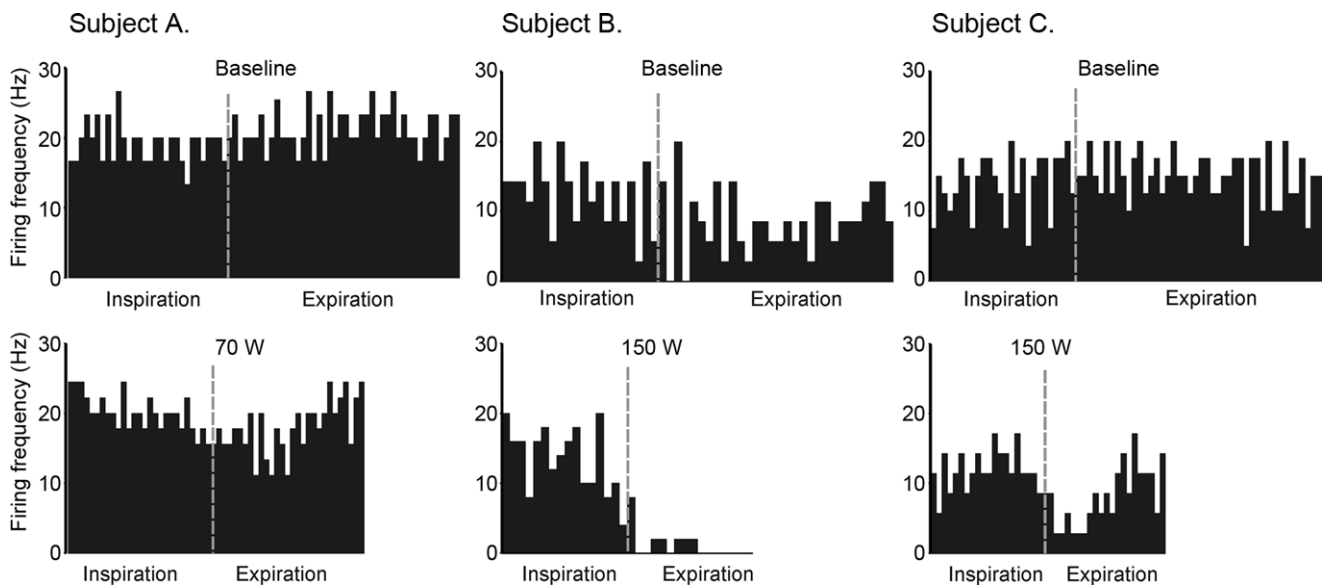 Subject A.
Subject B.
Subject C.
Firing frequency (Hz)
30
20
10
0
Baseline
Inspiration
Expiration
30
20
10
0
Baseline
Inspiration
Expiration
30
20
10
0
Baseline
Inspiration
Expiration
Firing frequency (Hz)
30
20
10
0
70 W
Inspiration
Expiration
30
20
10
0
150 W
Inspiration
Expiration
30
20
10
0
150 W
Inspiration
Expiration